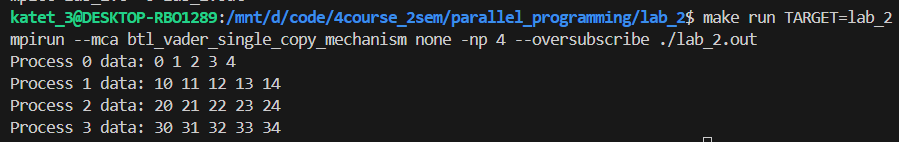 katet_3@DESKTOP-RBO1289:/mnt/d/code/4course_2sem/parallel_programming/lab_2$ make run TARGET=lab_2
mpirun --mca btl_vader_single_copy_mechanism none -np 4 --oversubscribe ./lab_2.out
Process 0 data: 0 1 2 3 4
Process 1 data: 10 11 12 13 14
Process 2 data: 20 21 22 23 24
Process 3 data: 30 31 32 33 34